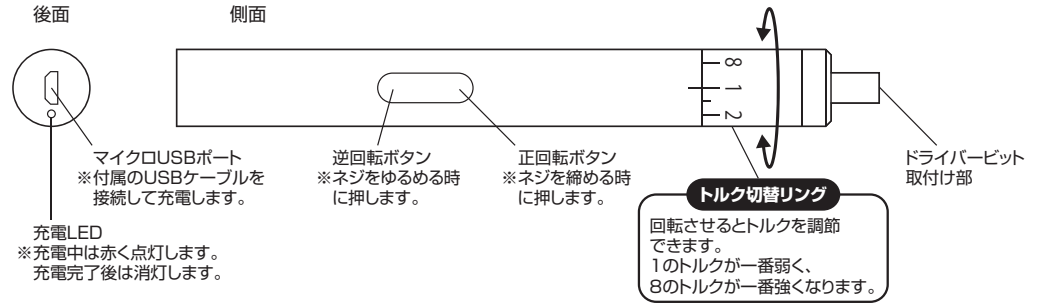 後面
側面
8
1
2
マイクロUSBポート
※付属のUSBケーブルを
接続して充電します。
逆回転ボタン
※ネジをゆるめる時
に押します。
正回転ボタン
※ネジを締める時
に押します。
ドライバービット
取付け部
充電LED
※充電中は赤く点灯します。
充電完了後は消灯します。
トルク切替リング
回転させるとトルクを調節
できます。
1のトルクが一番弱く、
8のトルクが一番強くなります。